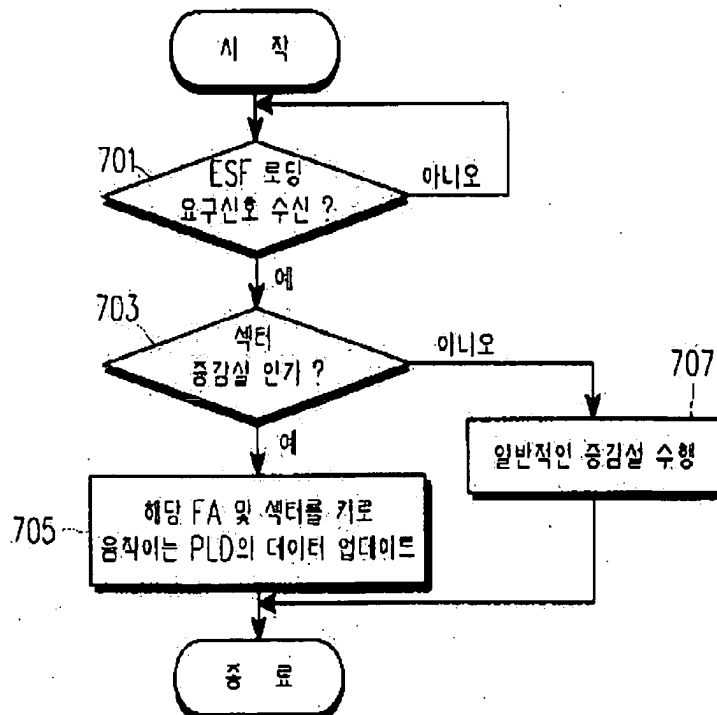 시 작
701
ESF 로딩
요구신호 수신 ?
아니오
예
703
섹터
증감설 인가 ?
아니오
707
예
일반적인 증감설 수행
705
해당 FA 및 섹터를 키로
움직이는 PLD의 데이터 업데이트
종 료